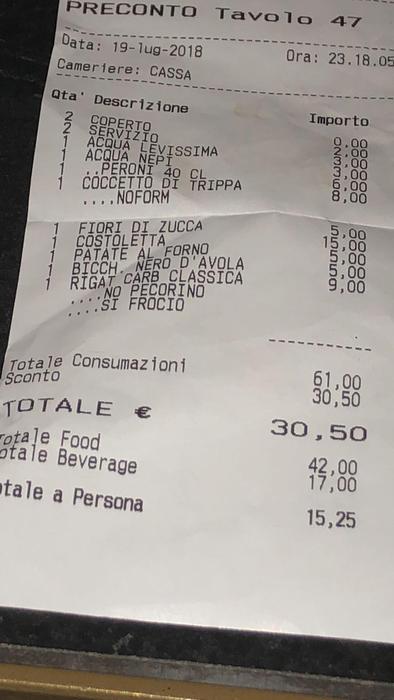 PRECONTO Tavolo 47
Data: 19-lug-2018 Ora: 23.18.05
Cameriere: CASSA
Qta' Descrizione Importo
2 COPERTO 0,00
2 SERVIZIO 2,00
1 ACQUA LEVISSIMA 3,00
1 ACQUA NEPI 3,00
1 ..PERONI 40 CL 6,00
1 COCCETTO DI TRIPPA 8,00
....NOFORM
1 FIORI DI ZUCCA 5,00
1 COSTOLETTA 15,00
1 PATATE AL FORNO 5,00
1 BICCH. NERO D'AVOLA 5,00
1 RIGAT CARB CLASSICA 9,00
....NO PECORINO
....SI FROCIO
Totale Consumazioni 61,00
Sconto 30,50
TOTALE € 30,50
otale Food 42,00
otale Beverage 17,00
otale a Persona 15,25